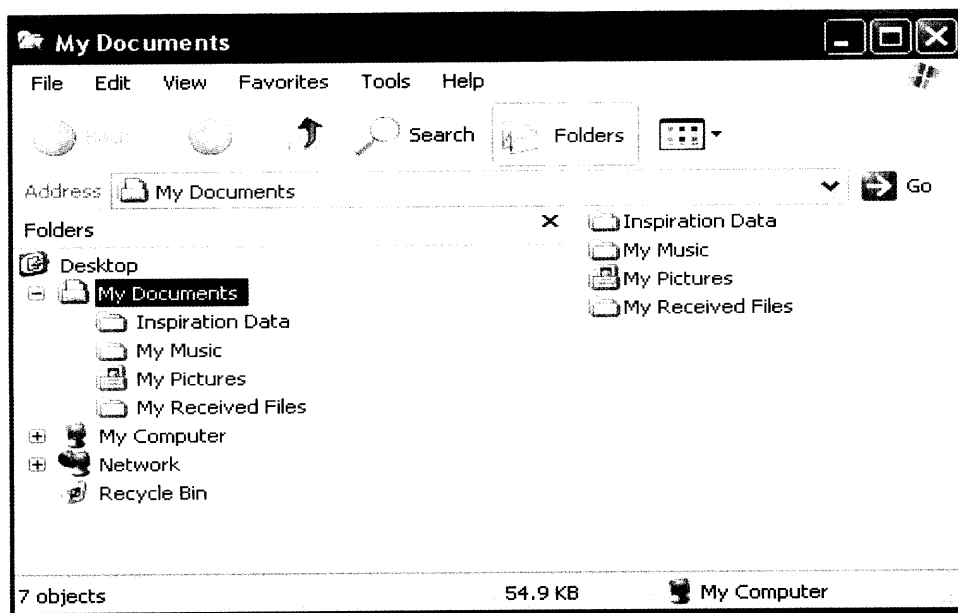 My Documents
File Edit View Favorites Tools Help
Back Search Folders
Address My Documents Go
Folders
Desktop
My Documents
Inspiration Data
My Music
My Pictures
My Received Files
My Computer
Network
Recycle Bin
Inspiration Data
My Music
My Pictures
My Received Files
7 objects 54.9 KB My Computer